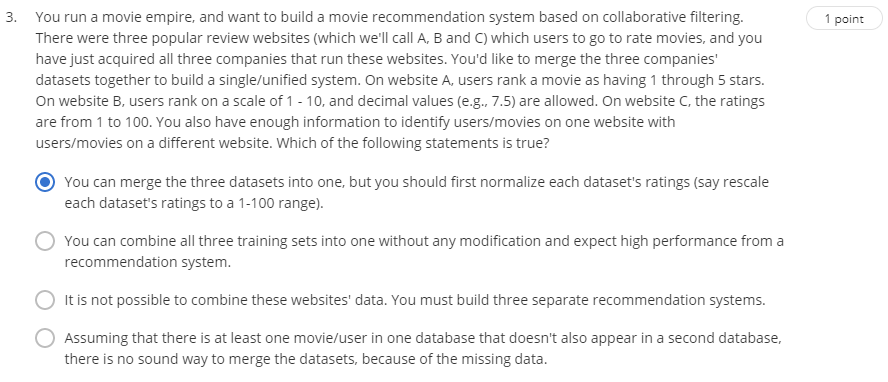 3. You run a movie empire, and want to build a movie recommendation system based on collaborative filtering. 1 point
There were three popular review websites (which we'll call A, B and C) which users to go to rate movies, and you
have just acquired all three companies that run these websites. You'd like to merge the three companies'
datasets together to build a single/unified system. On website A, users rank a movie as having 1 through 5 stars.
On website B, users rank on a scale of 1 - 10, and decimal values (e.g., 7.5) are allowed. On website C, the ratings
are from 1 to 100. You also have enough information to identify users/movies on one website with
users/movies on a different website. Which of the following statements is true?
You can merge the three datasets into one, but you should first normalize each dataset's ratings (say rescale
each dataset's ratings to a 1-100 range).
You can combine all three training sets into one without any modification and expect high performance from a
recommendation system.
It is not possible to combine these websites' data. You must build three separate recommendation systems.
Assuming that there is at least one movie/user in one database that doesn't also appear in a second database,
there is no sound way to merge the datasets, because of the missing data.